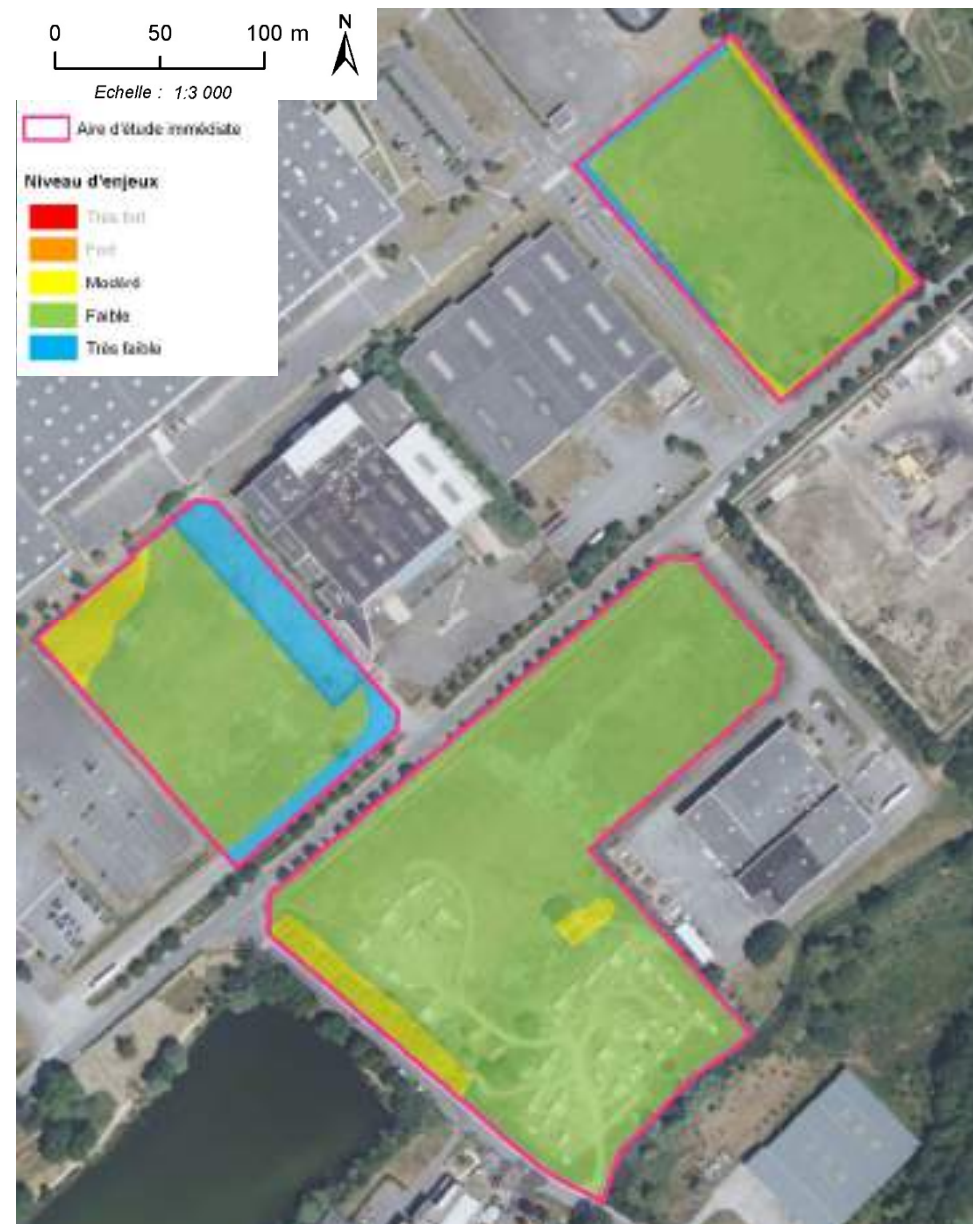 0 50 100 m
N
Echelle : 1:3 000
Aire d'étude immédiate
Niveau d'enjeux
Très fort
Fort
Modéré
Faible
Très faible